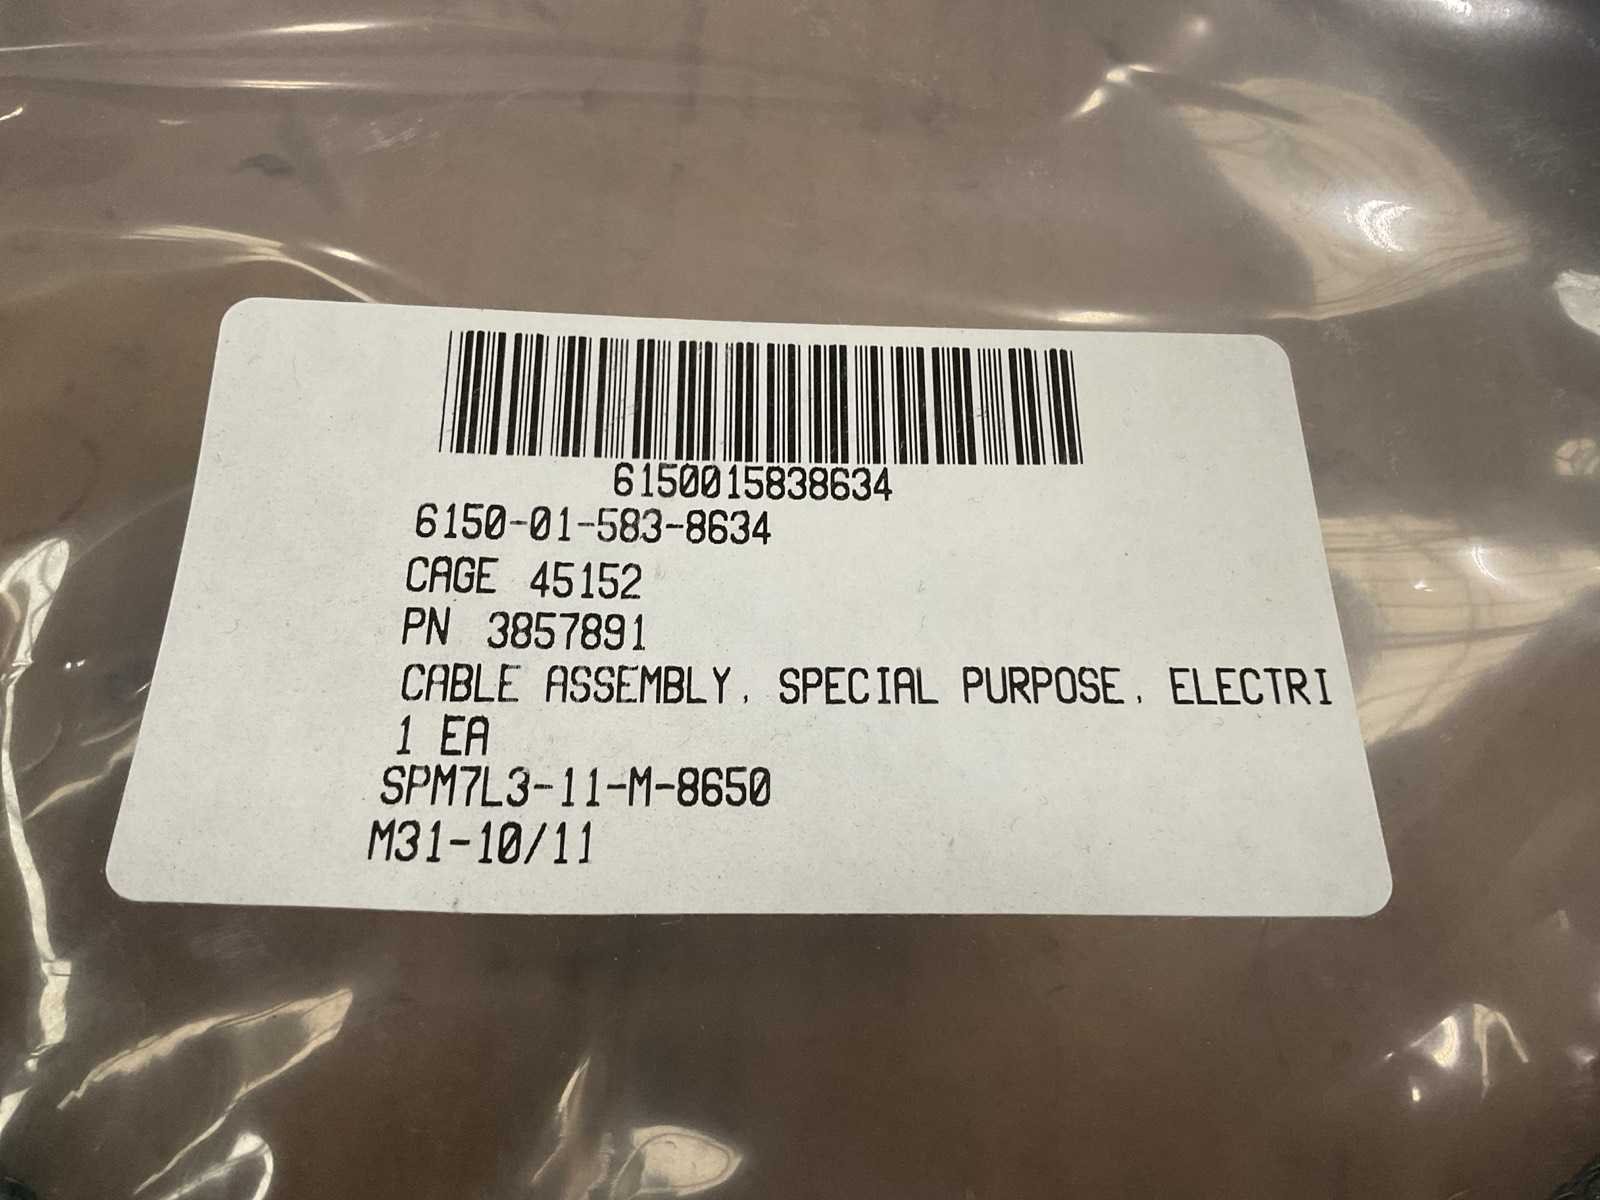 6150015838634
6150-01-583-8634
CAGE 45152
PN 3857891
CABLE ASSEMBLY, SPECIAL PURPOSE, ELECTRI
1 EA
SPM7L3-11-M-8650
M31-10/11